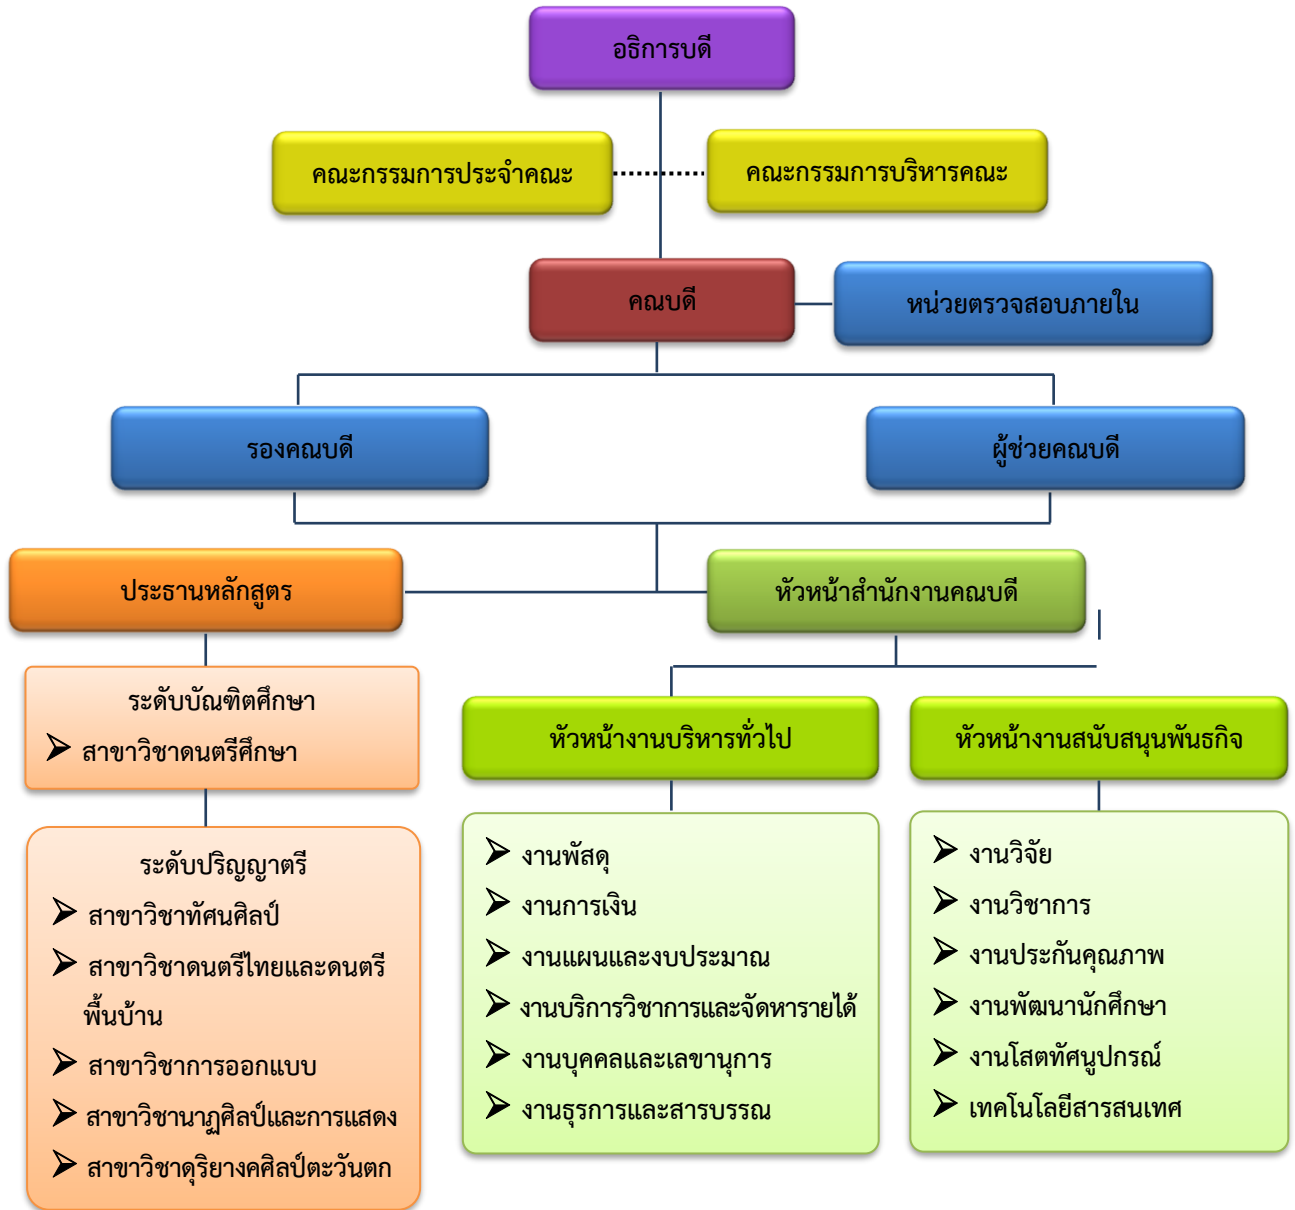 อธิการบดี
คณะกรรมการประจำคณะ
คณะกรรมการบริหารคณะ
คณบดี
หน่วยตรวจสอบภายใน
รองคณบดี
ผู้ช่วยคณบดี
ประธานหลักสูตร
หัวหน้าสำนักงานคณบดี
ระดับบัณฑิตศึกษา
สาขาวิชาดนตรีศึกษา
ระดับปริญญาตรี
สาขาวิชาทัศนศิลป์
สาขาวิชาดนตรีไทยและดนตรี
พื้นบ้าน
สาขาวิชาการออกแบบ
สาขาวิชานาฏศิลป์และการแสดง
สาขาวิชาดุริยางคศิลป์ตะวันตก
หัวหน้างานบริหารทั่วไป
งานพัสดุ
งานการเงิน
งานแผนและงบประมาณ
งานบริการวิชาการและจัดหารายได้
งานบุคคลและเลขานุการ
งานธุรการและสารบรรณ
หัวหน้างานสนับสนุนพันธกิจ
งานวิจัย
งานวิชาการ
งานประกันคุณภาพ
งานพัฒนานักศึกษา
งานโสตทัศนูปกรณ์
เทคโนโลยีสารสนเทศ